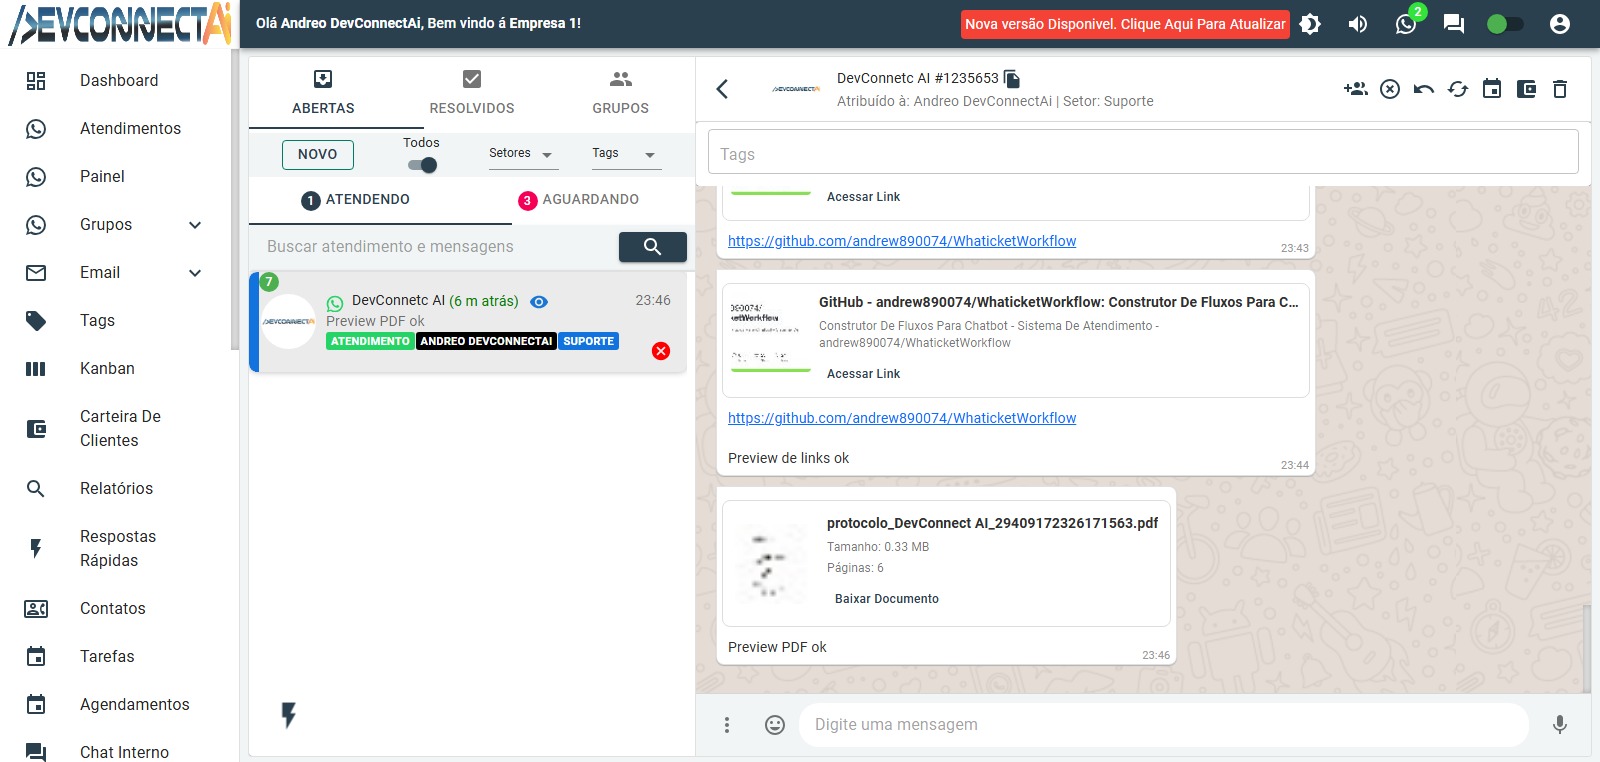 DEVCONNECTAi
Olá Andreo DevConnectAi, Bem vindo á Empresa 1!
Nova versão Disponivel. Clique Aqui Para Atualizar
2
Dashboard
Atendimentos
Painel
Grupos
Email
Tags
Kanban
Carteira De
Clientes
Relatórios
Respostas
Rápidas
Contatos
Tarefas
Agendamentos
Chat Interno
ABERTAS
RESOLVIDOS
GRUPOS
NOVO
Todos
Setores
Tags
1 ATENDENDO
3 AGUARDANDO
Buscar atendimento e mensagens
7
DevConnetc AI (6 m atrás)
23:46
Preview PDF ok
ATENDIMENTO ANDREO DEVCONNECTAI SUPORTE
DevConnetc AI #1235653
Atribuído à: Andreo DevConnectAi | Setor: Suporte
Tags
Acessar Link
https://github.com/andrew890074/WhaticketWorkflow
23:43
GitHub - andrew890074/WhaticketWorkflow: Construtor De Fluxos Para C...
Construtor De Fluxos Para Chatbot - Sistema De Atendimento -
andrew890074/WhaticketWorkflow
Acessar Link
https://github.com/andrew890074/WhaticketWorkflow
Preview de links ok
23:44
protocolo_DevConnect AI_29409172326171563.pdf
Tamanho: 0.33 MB
Páginas: 6
Baixar Documento
Preview PDF ok
23:46
Digite uma mensagem